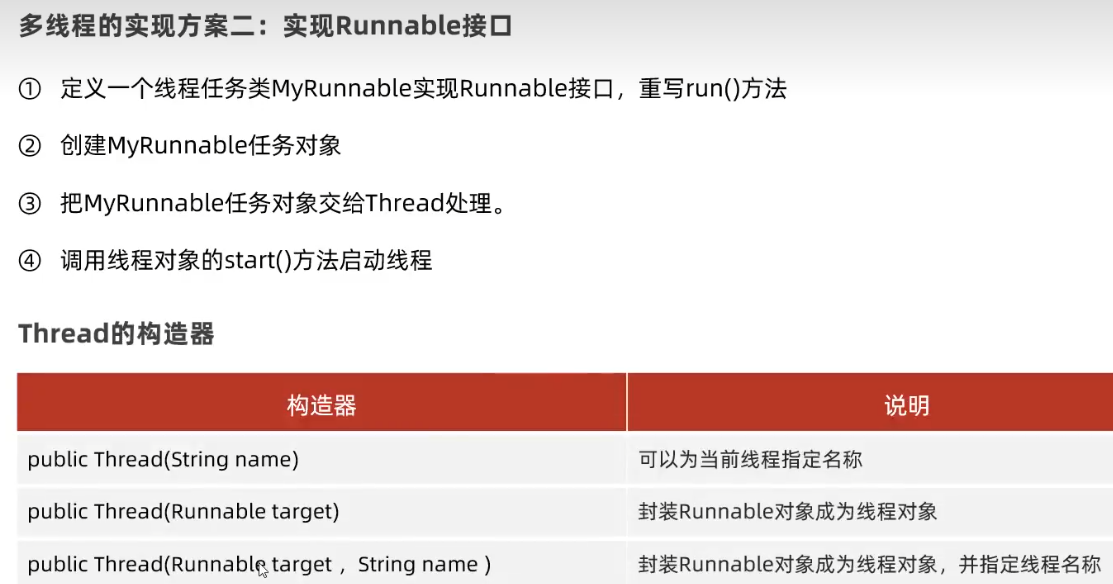 多线程的实现方案二：实现Runnable接口
① 定义一个线程任务类MyRunnable实现Runnable接口，重写run()方法
② 创建MyRunnable任务对象
③ 把MyRunnable任务对象交给Thread处理。
④ 调用线程对象的start()方法启动线程
Thread的构造器
构造器 说明
public Thread(String name) 可以为当前线程指定名称
public Thread(Runnable target) 封装Runnable对象成为线程对象
public Thread(Runnable target ，String name ) 封装Runnable对象成为线程对象，并指定线程名称